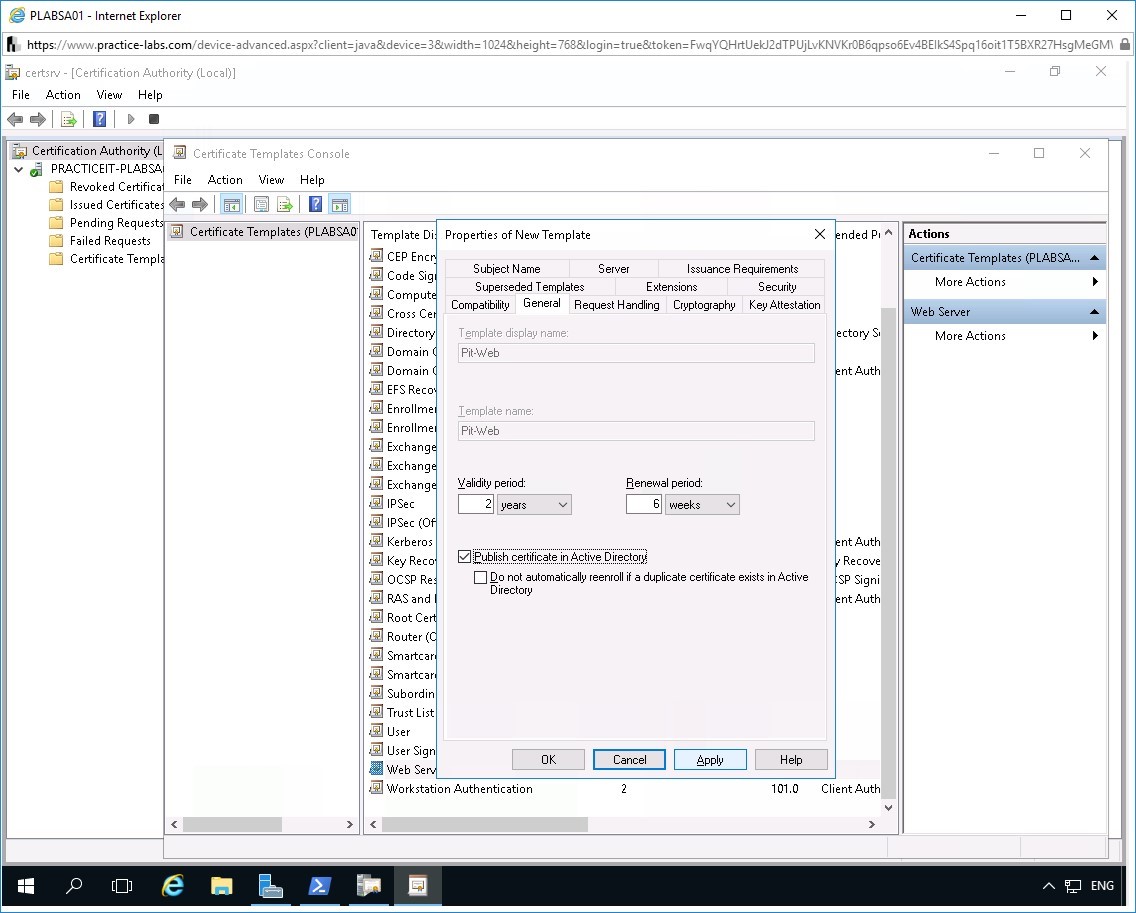 PLABSA01 - Internet Explorer
https://www.practice-labs.com/device-advanced.aspx?client=java&device=3&width=1024&height=768&login=true&token=
certsrv - [Certification Authority (Local)]
File Action View Help
Certification Authority (L
PRACTICEIT-PLABSA0
Revoked Certificat
Issued Certificates
Pending Requests
Failed Requests
Certificate Templa
Certificate Templates Console
File Action View Help
Certificate Templates (PLABSA0
Template Di
ended P
CEP Encry
Code Sig
Compute
Cross Cer
Directory
ectory S
Domain C
Domain C
ent Auth
EFS Reco
Enrollme
Enrollme
Exchange
Exchange
Exchange
IPSec
IPSec (Of
Kerberos
ent Auth
Key Reco
y Recove
OCSP Res
CSP Signi
RAS and
ent Auth
Root Cert
Router (O
Smartcar
Smartcar
Subordin
Trust List
User
User Sign
Web Serv
Workstation Authentication 2 101.0 Client Auth
Properties of New Template
Subject Name Server Issuance Requirements
Superseded Templates Extensions Security
Compatibility General Request Handling Cryptography Key Attestation
Template display name:
Pit-Web
Template name:
Pit-Web
Validity period: Renewal period:
2 years 6 weeks
Publish certificate in Active Directory
Do not automatically reenroll if a duplicate certificate exists in Active
Directory
OK Cancel Apply Help
Actions
Certificate Templates (PLABSA...
More Actions
Web Server
More Actions
ENG